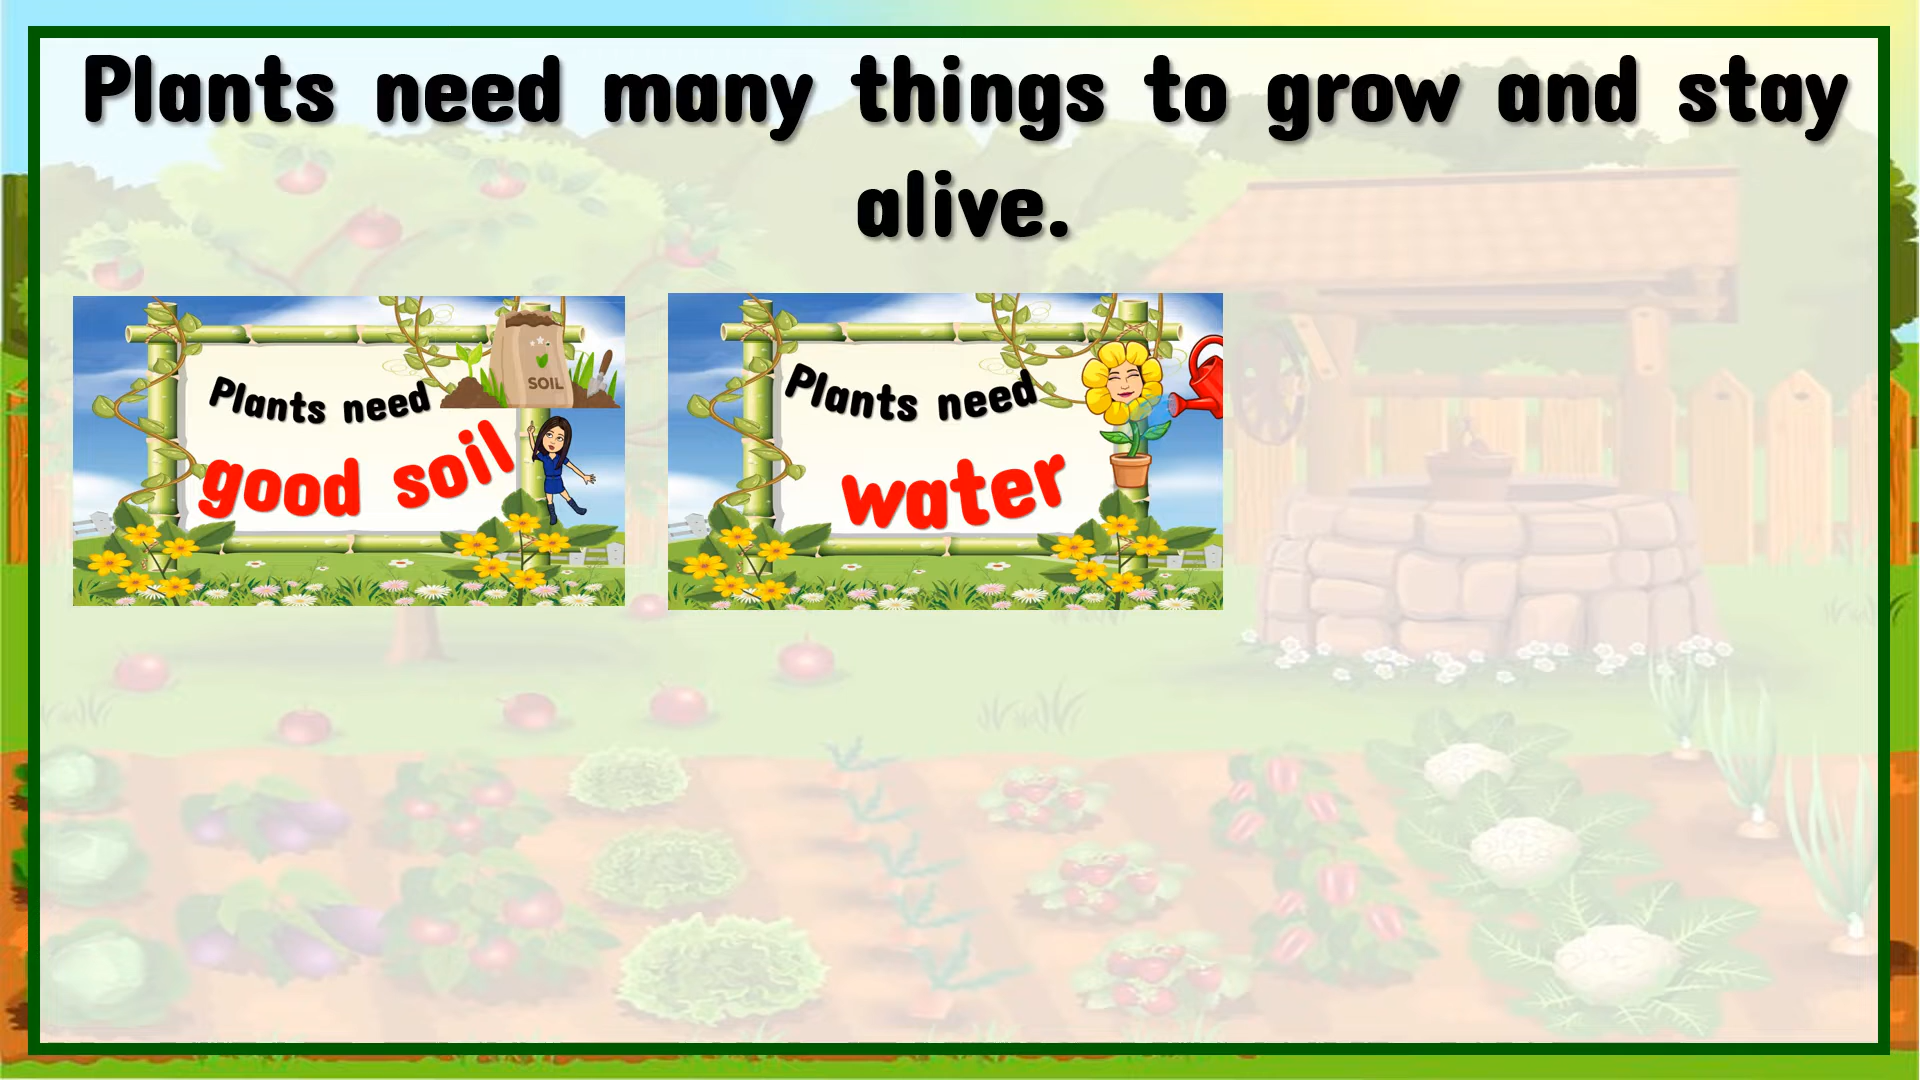 Plants need many things to grow and stay
alive.
Plants need
good soil
SOIL
Plants need
water